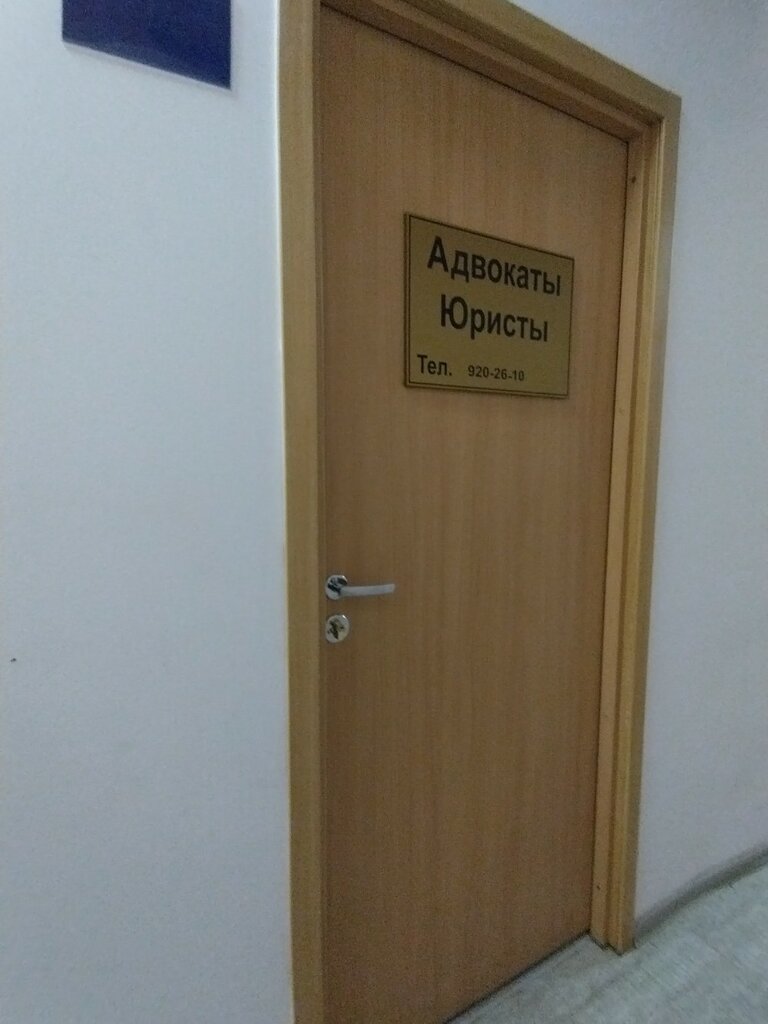 Адвокаты
Юристы
Тел. 920-26-10